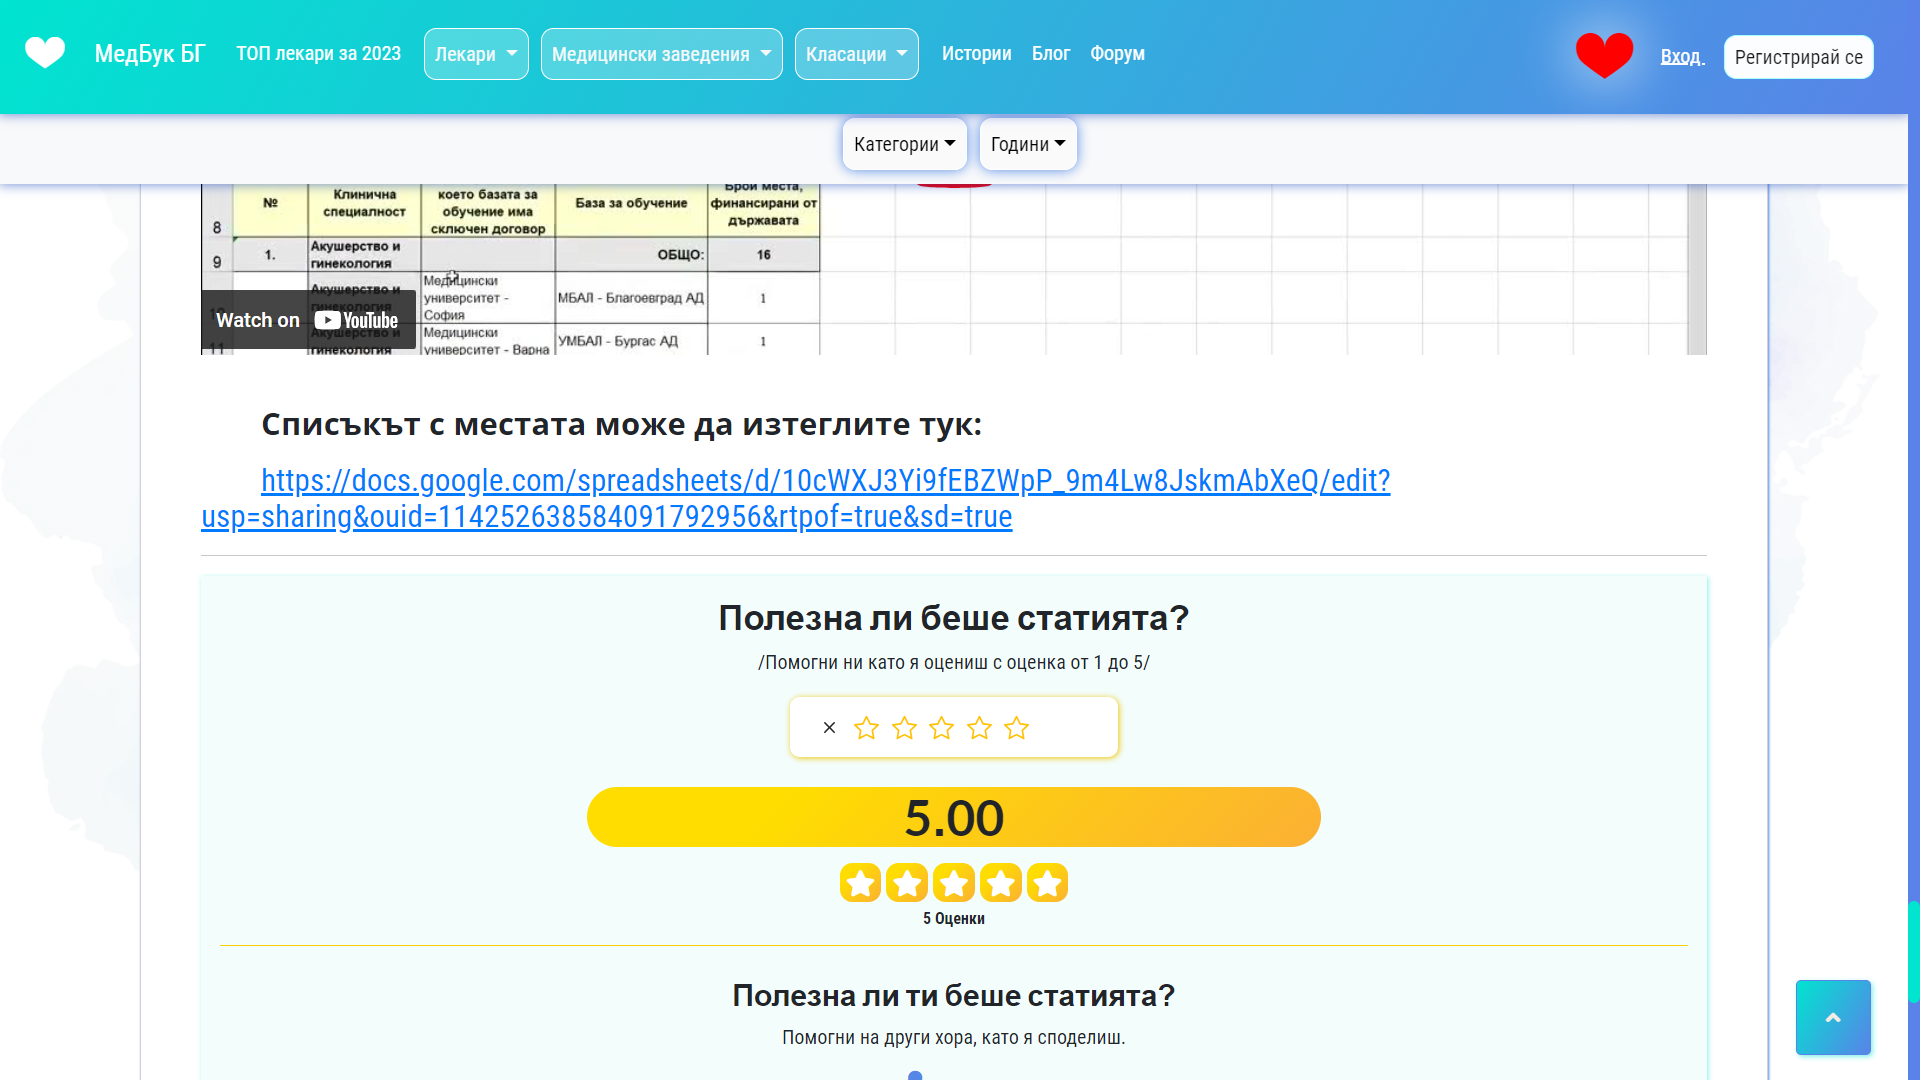 МедБук БГ ТОП лекари за 2023 Лекари Медицински заведения Класации Истории Блог Форум Вход Регистрирай се
Категории Години
8 № Клинична специалност което базата за обучение има сключен договор База за обучение Брой места, финансирани от държавата
9 1. Акушерство и гинекология ОБЩО: 16
Акушерство и гинекология Медицински университет - София МБАЛ - Благоевград АД 1
11 Акушерство и гинекология Медицински университет - Варна УМБАЛ - Бургас АД 1
Watch on YouTube
Списъкът с местата може да изтеглите тук:
https://docs.google.com/spreadsheets/d/10cWXJ3Yi9fEBZWpP_9m4Lw8JskmAbXeQ/edit?
usp=sharing&ouid=114252638584091792956&rtpof=true&sd=true
Полезна ли беше статията?
/Помогни ни като я оцениш с оценка от 1 до 5/
5.00
5 Оценки
Полезна ли ти беше статията?
Помогни на други хора, като я споделиш.